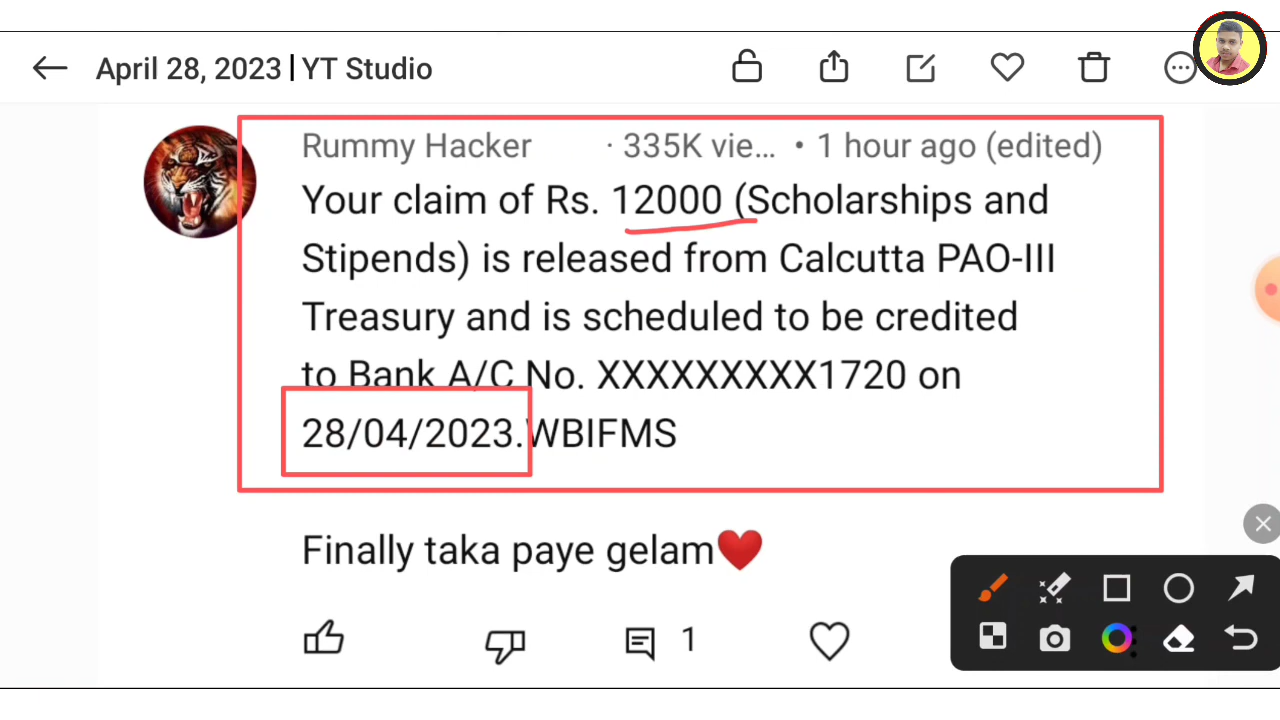 April 28, 2023 | YT Studio
Rummy Hacker · 335K vie... • 1 hour ago (edited)
Your claim of Rs. 12000 (Scholarships and
Stipends) is released from Calcutta PAO-III
Treasury and is scheduled to be credited
to Bank A/C No. XXXXXXXXX1720 on
28/04/2023.WBIFMS
Finally taka paye gelam❤️
1